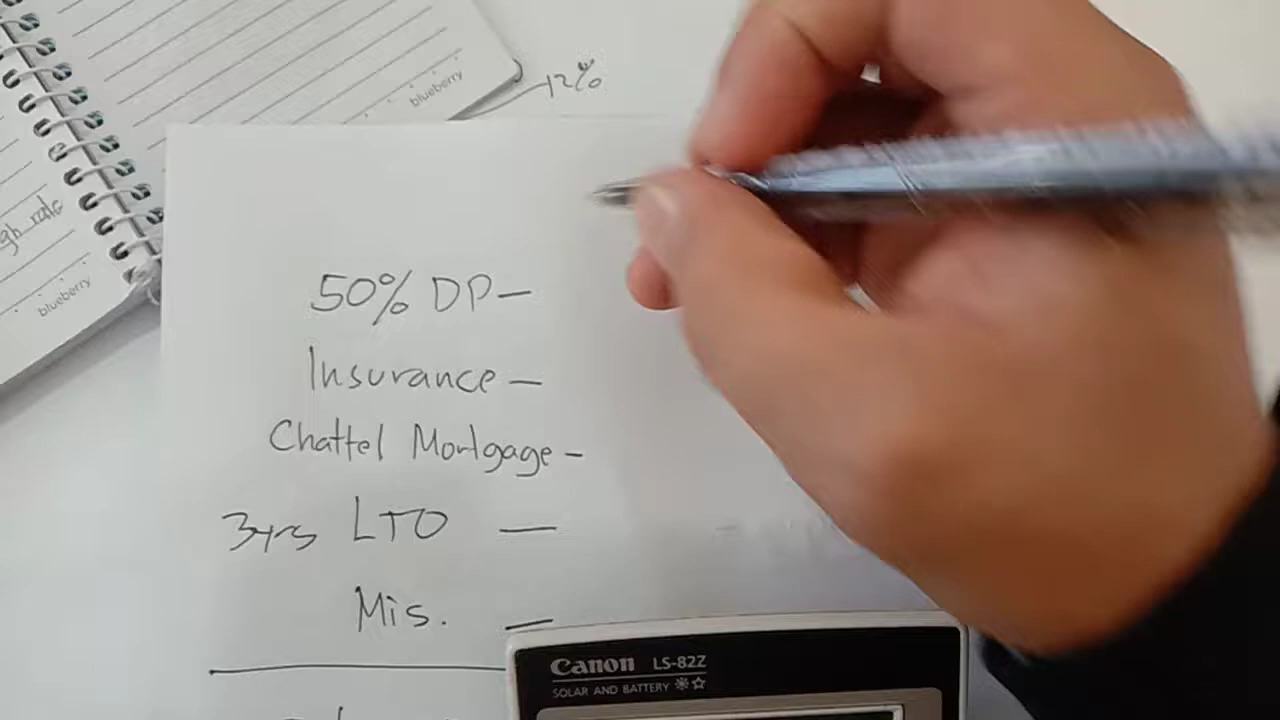 blueberry
12%
blueberry
50% DP —
Insurance —
Chattel Mortgage -
3yrs LTO —
Mis. —
Canon LS-82Z
SOLAR AND BATTERY